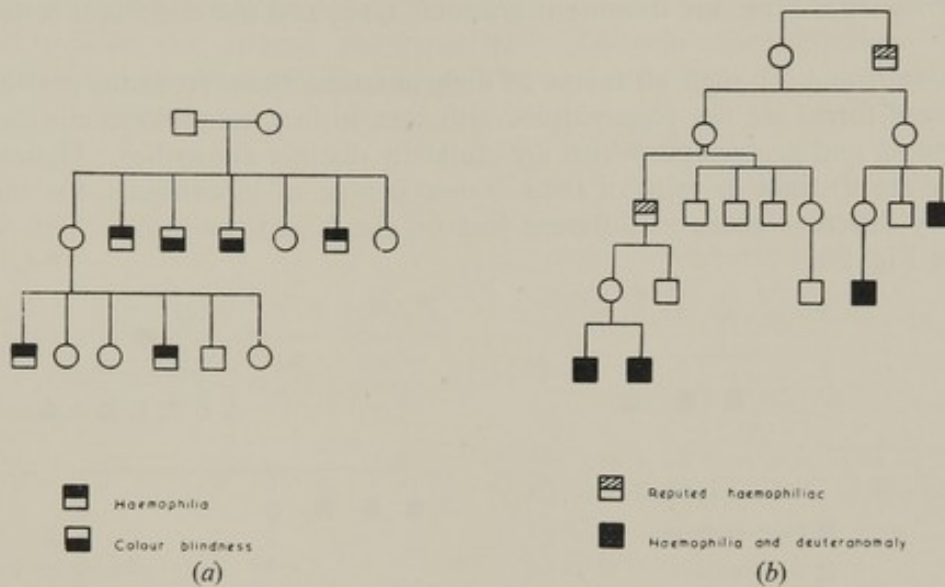 Haemophilia
Colour blindness
(a)
Reputed haemophiliac
Haemophilia and deuteranomaly
(b)